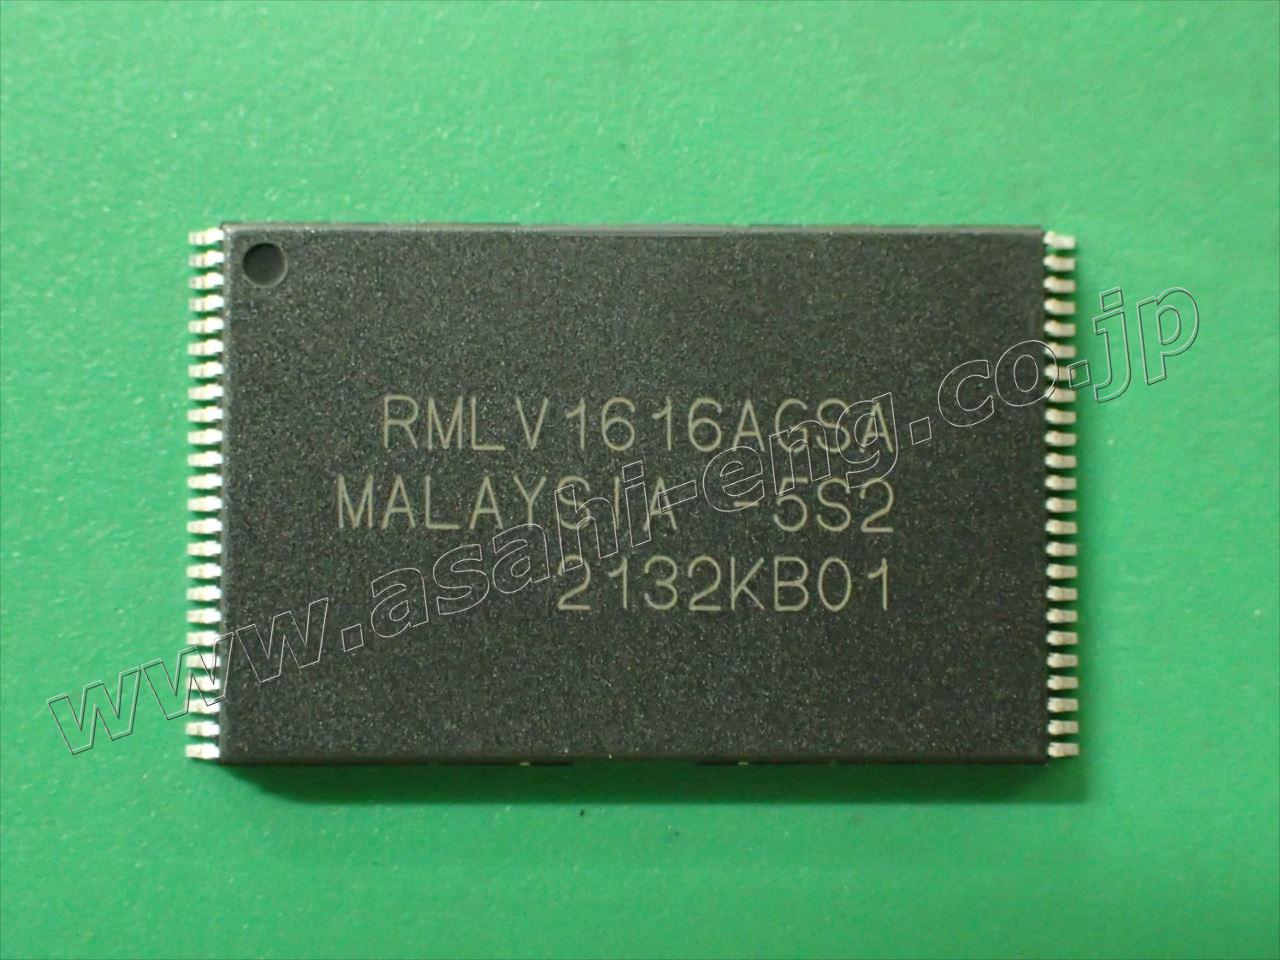 RMLV1616AGSA
MALAYSIA -5S2
2132KB01
www.asahi-eng.co.jp